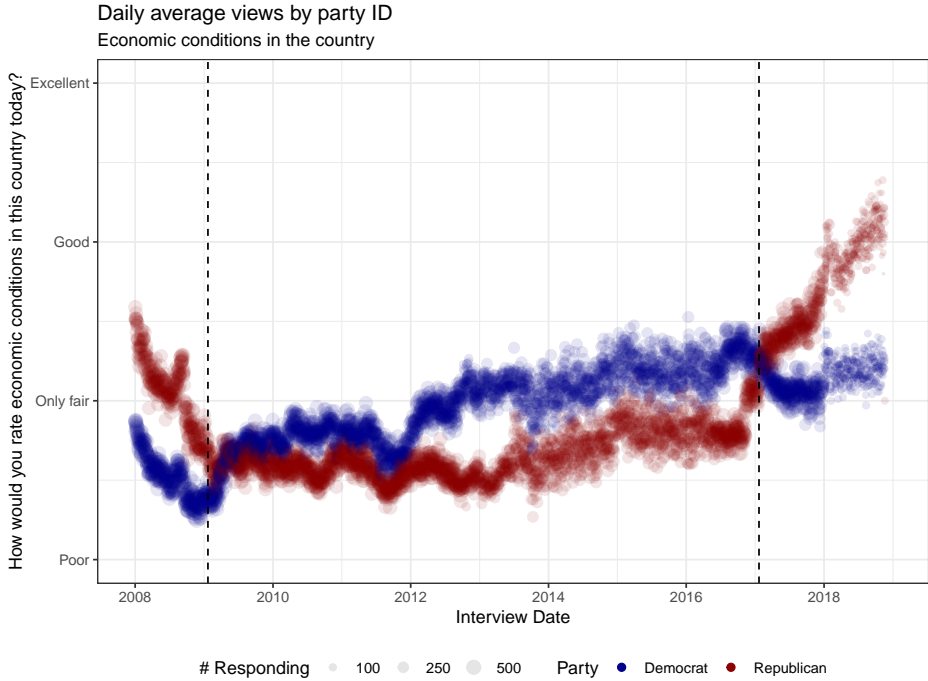 Daily average views by party ID
Economic conditions in the country
How would you rate economic conditions in this country today?
Excellent
Good
Only fair
Poor
2008 2010 2012 2014 2016 2018
Interview Date
# Responding 100 250 500 Party Democrat Republican